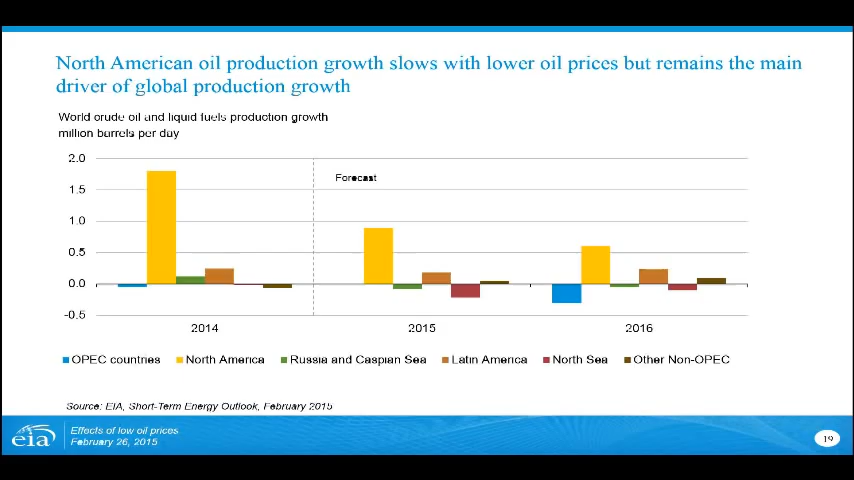 North American oil production growth slows with lower oil prices but remains the main
driver of global production growth
World crude oil and liquid fuels production growth
million barrels per day
2.0
Forecast
1.5
1.0
0.5
0.0
-0.5
2014 2015 2016
OPEC countries North America Russia and Caspian Sea Latin America North Sea Other Non-OPEC
Source: EIA, Short-Term Energy Outlook, February 2015
eia
Effects of low oil prices
February 26, 2015
19